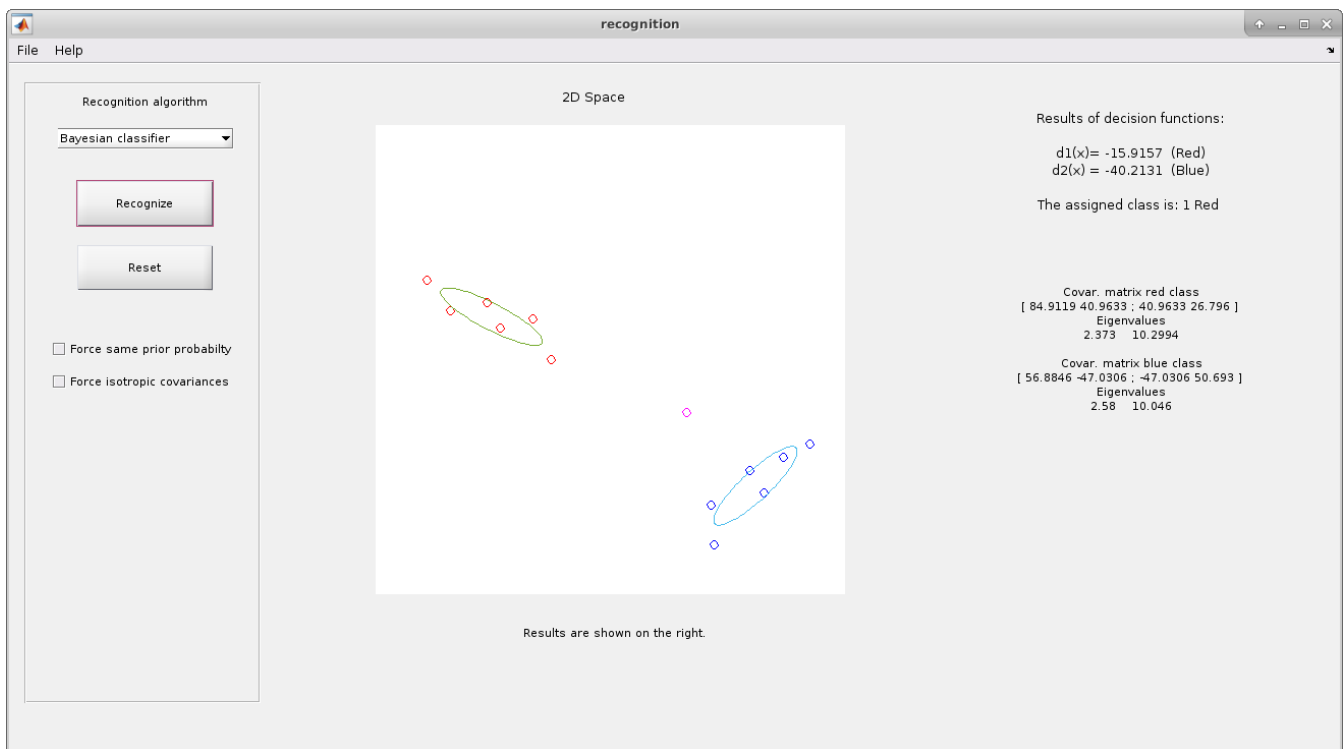 recognition
File Help
Recognition algorithm
Bayesian classifier
Recognize
Reset
Force same prior probabilty
Force isotropic covariances
2D Space
Results are shown on the right.
Results of decision functions:
d1(x)= -15.9157 (Red)
d2(x) = -40.2131 (Blue)
The assigned class is: 1 Red
Covar. matrix red class
[ 84.9119 40.9633 ; 40.9633 26.796 ]
Eigenvalues
2.373 10.2994
Covar. matrix blue class
[ 56.8846 -47.0306 ; -47.0306 50.693 ]
Eigenvalues
2.58 10.046